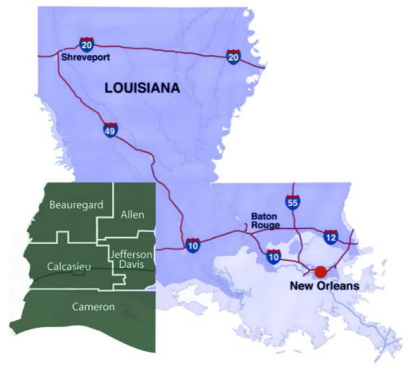 20
20
Shreveport
LOUISIANA
49
Beauregard
Allen
55
Baton
Rouge
12
10
10
Jefferson
Davis
Calcasieu
New Orleans
Cameron